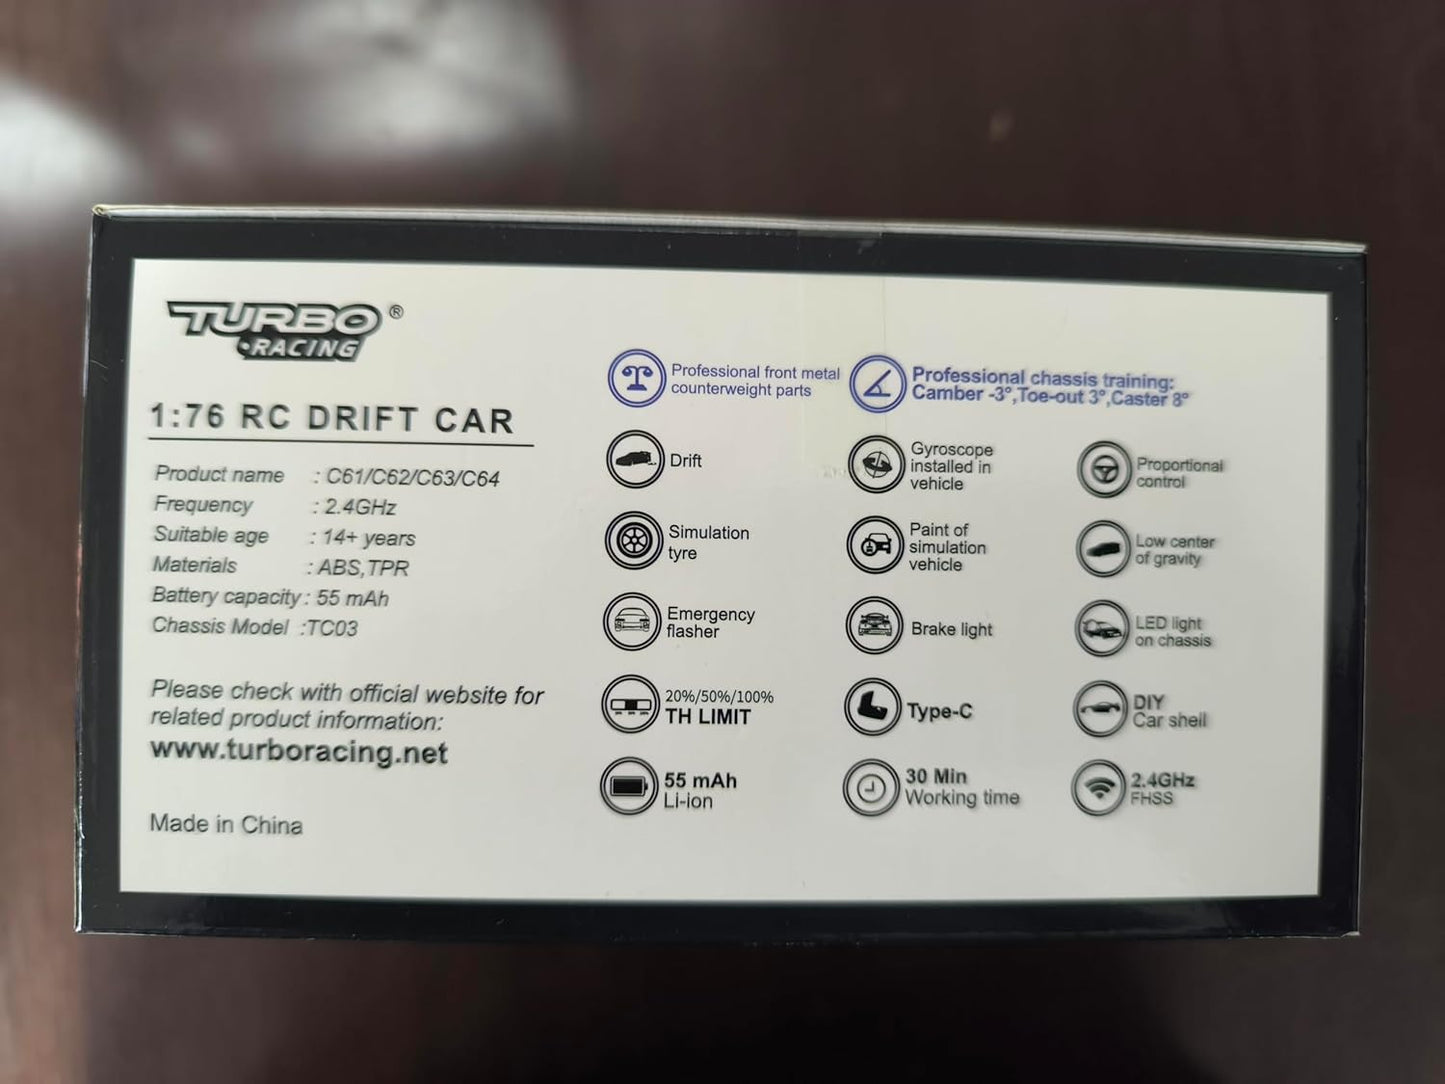 TURBO®
RACING
1:76 RC DRIFT CAR
Product name : C61/C62/C63/C64
Frequency : 2.4GHz
Suitable age : 14+ years
Materials : ABS,TPR
Battery capacity : 55 mAh
Chassis Model :TC03
Please check with official website for
related product information:
www.turboracing.net
Made in China
Professional front metal
counterweight parts
Professional chassis training:
Camber -3°,Toe-out 3°,Caster 8°
Drift
Gyroscope
installed in
vehicle
Proportional
control
Simulation
tyre
Paint of
simulation
vehicle
Low center
of gravity
Emergency
flasher
Brake light
LED light
on chassis
20%/50%/100%
TH LIMIT
Type-C
DIY
Car shell
55 mAh
Li-ion
30 Min
Working time
2.4GHz
FHSS